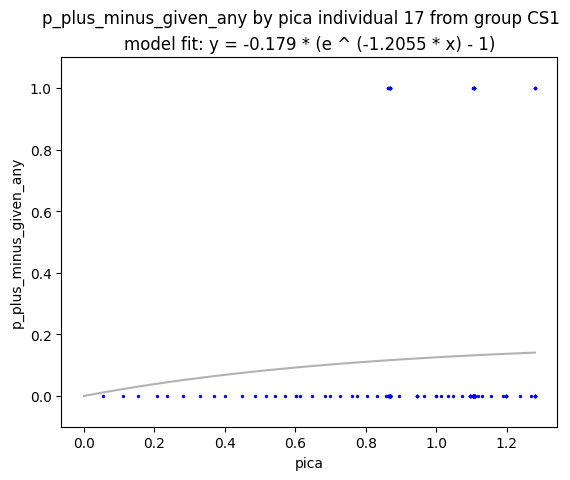 p_plus_minus_given_any by pica individual 17 from group CS1
model fit: y = -0.179 * (e ^ (-1.2055 * x) - 1)
1.0
0.8
0.6
0.4
0.2
0.0
p_plus_minus_given_any
0.0 0.2 0.4 0.6 0.8 1.0 1.2
pica